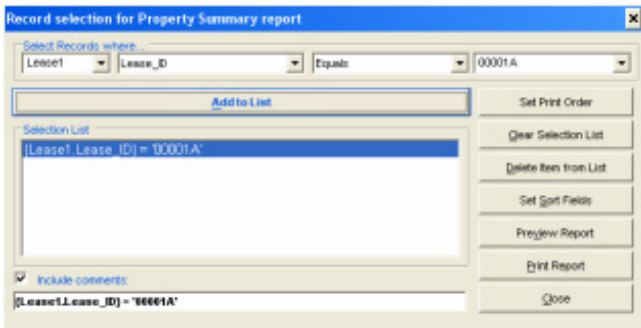 Record selection for Property Summary report
Select Records where...
Lease1 Lease_ID Equals 00001A
Add to List
Set Print Order
Selection List
Clear Selection List
{Lease1.Lease_ID} = '00001A'
Delete Item from List
Set Sort Fields
Preview Report
Print Report
Include comments:
Close
{Lease1.Lease_ID} = '00001A'